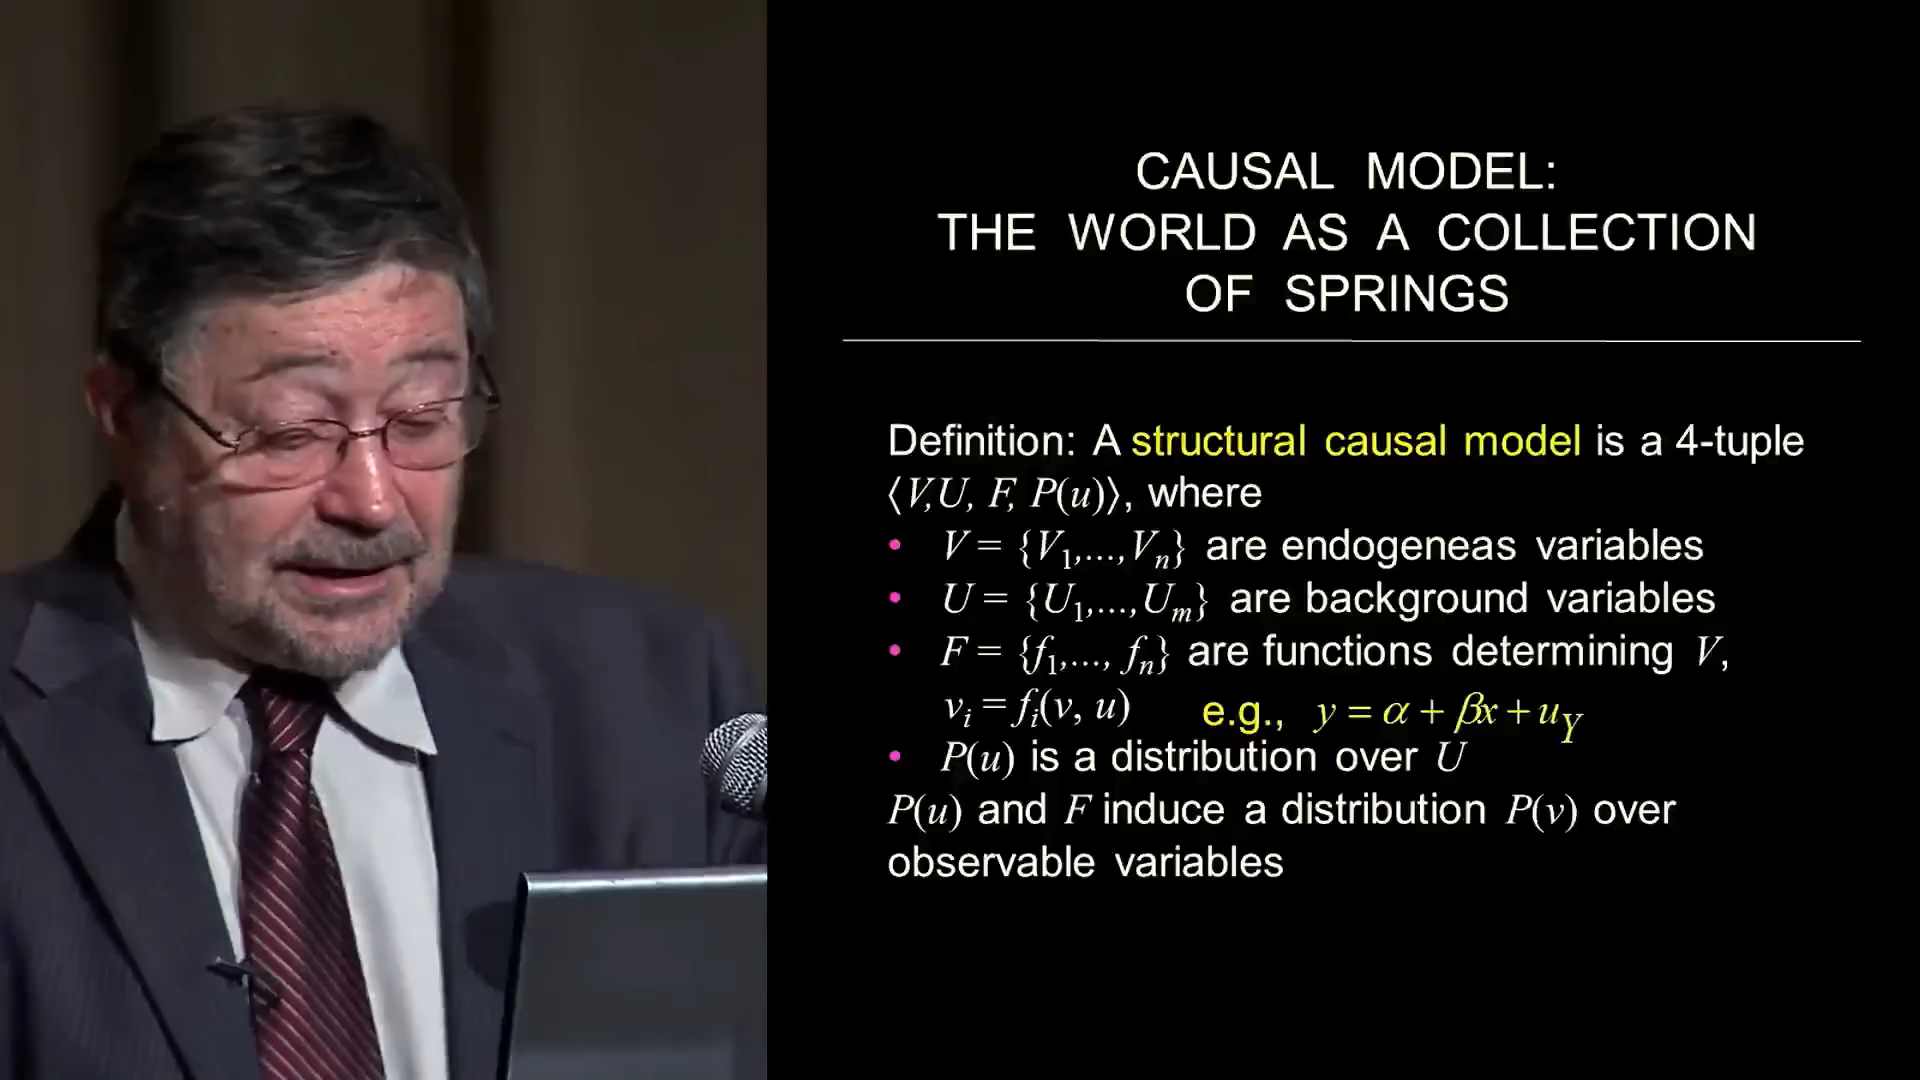 CAUSAL MODEL:
THE WORLD AS A COLLECTION
OF SPRINGS
Definition: A structural causal model is a 4-tuple
⟨V,U, F, P(u)⟩, where
• V = {V₁,..., Vₙ} are endogeneas variables
• U = {U₁,..., Uₘ} are background variables
• F = {f₁,..., fₙ} are functions determining V,
vᵢ = fᵢ(v, u) e.g., y = α + βx + u_Y
• P(u) is a distribution over U
P(u) and F induce a distribution P(v) over
observable variables